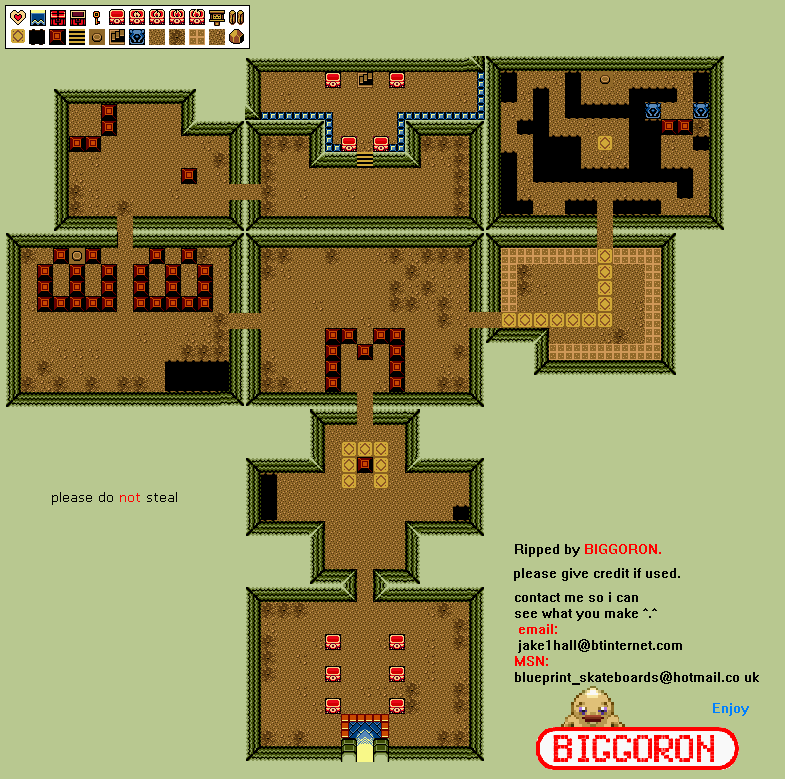 please do not steal
Ripped by BIGGORON.
please give credit if used.
contact me so i can
see what you make ^.^
email:
jake1hall@btinternet.com
MSN:
blueprint_skateboards@hotmail.co uk
Enjoy
BIGGORON